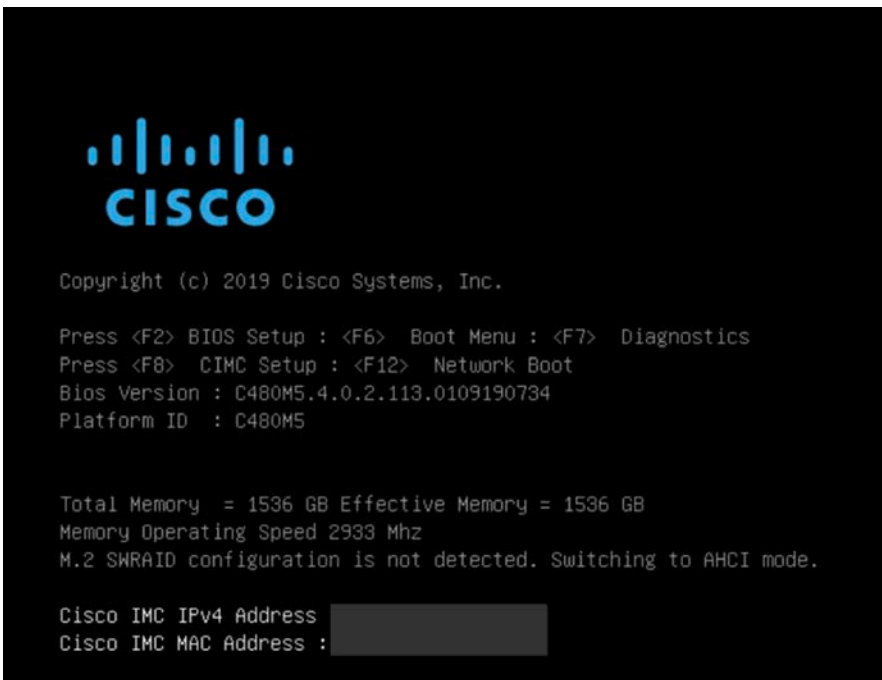 CISCO
Copyright (c) 2019 Cisco Systems, Inc.
Press <F2> BIOS Setup : <F6>  Boot Menu : <F7>  Diagnostics
Press <F8>  CIMC Setup : <F12>  Network Boot
Bios Version : C480M5.4.0.2.113.0109190734
Platform ID  : C480M5
Total Memory  = 1536 GB Effective Memory = 1536 GB
Memory Operating Speed 2933 Mhz
M.2 SWRAID configuration is not detected. Switching to AHCI mode.
Cisco IMC IPv4 Address
Cisco IMC MAC Address :